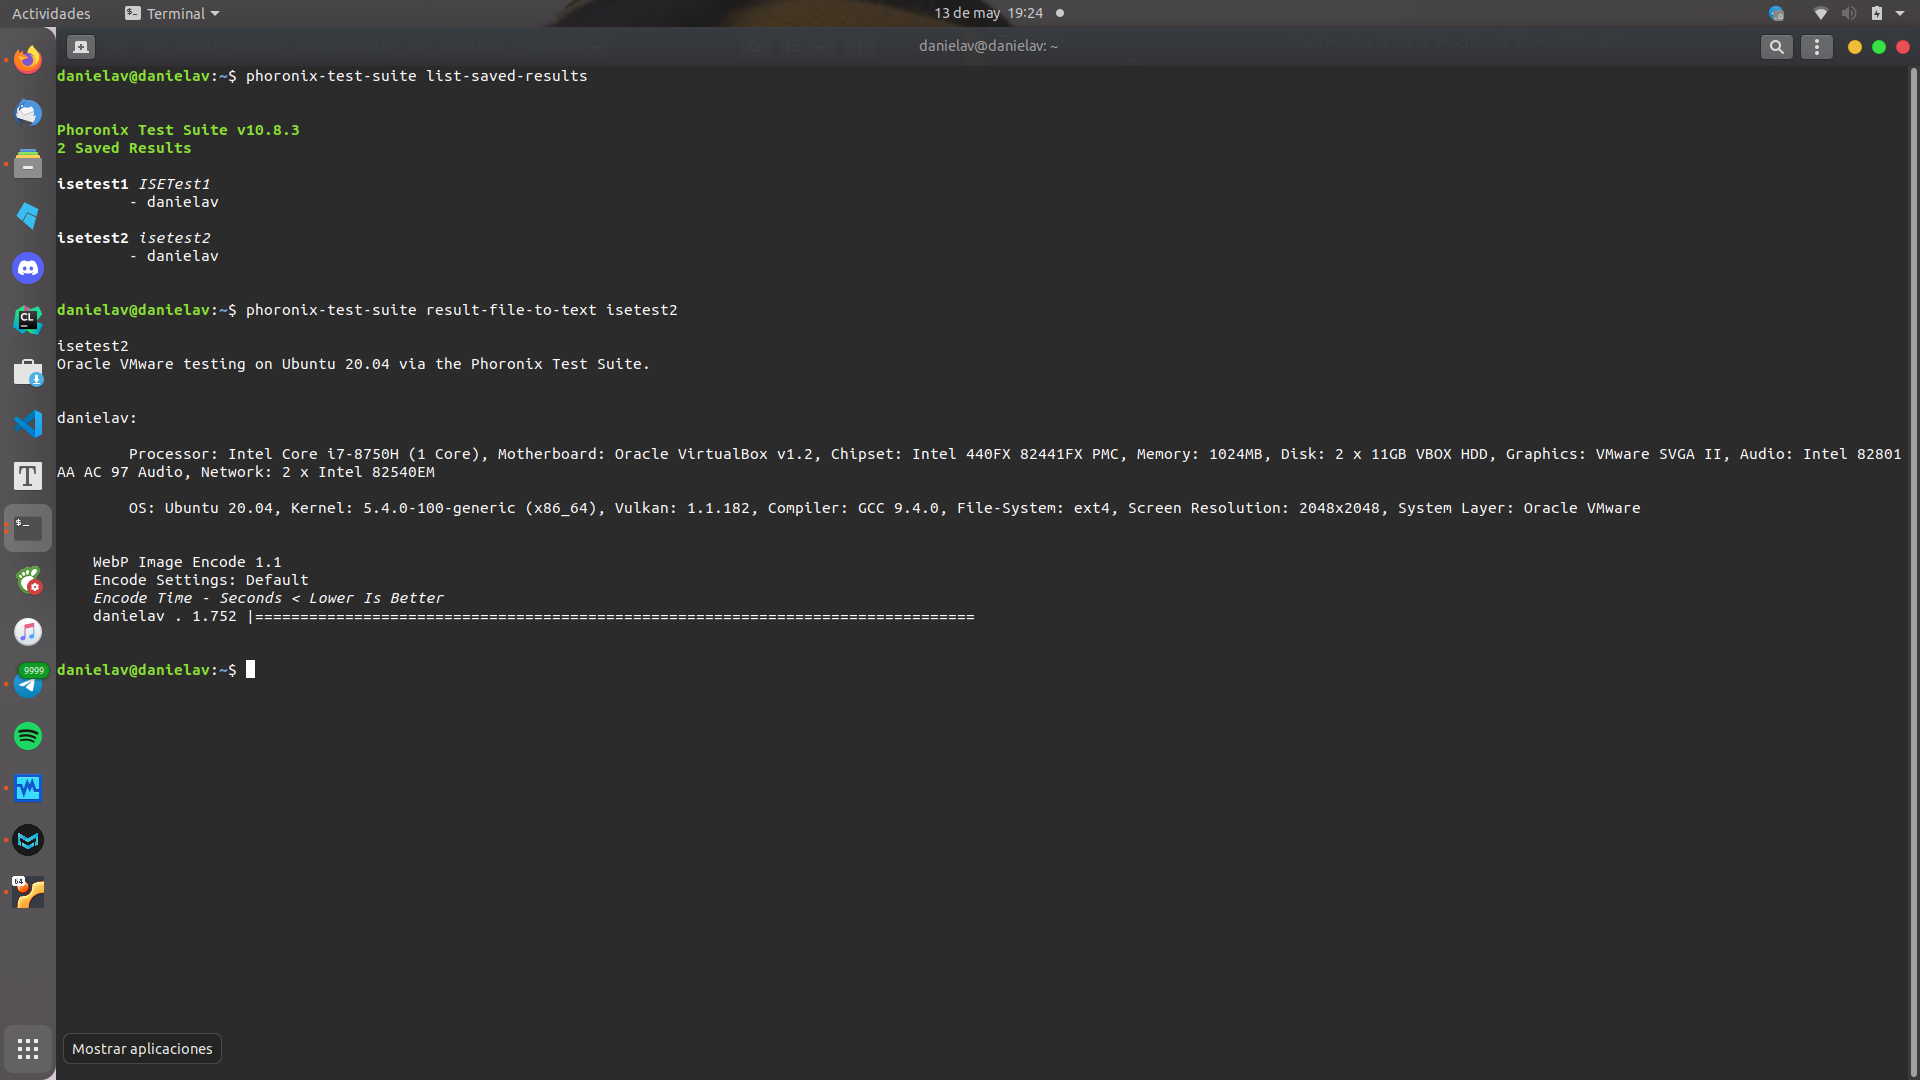 Actividades
Terminal
13 de may 19:24
danielav@danielav: ~
danielav@danielav:~$ phoronix-test-suite list-saved-results
Phoronix Test Suite v10.8.3
2 Saved Results
isetest1 ISETest1
- danielav
isetest2 isetest2
- danielav
danielav@danielav:~$ phoronix-test-suite result-file-to-text isetest2
isetest2
Oracle VMware testing on Ubuntu 20.04 via the Phoronix Test Suite.
danielav:
Processor: Intel Core i7-8750H (1 Core), Motherboard: Oracle VirtualBox v1.2, Chipset: Intel 440FX 82441FX PMC, Memory: 1024MB, Disk: 2 x 11GB VBOX HDD, Graphics: VMware SVGA II, Audio: Intel 82801
AA AC 97 Audio, Network: 2 x Intel 82540EM
OS: Ubuntu 20.04, Kernel: 5.4.0-100-generic (x86_64), Vulkan: 1.1.182, Compiler: GCC 9.4.0, File-System: ext4, Screen Resolution: 2048x2048, System Layer: Oracle VMware
WebP Image Encode 1.1
Encode Settings: Default
Encode Time - Seconds < Lower Is Better
danielav . 1.752 |================================================================================
danielav@danielav:~$
CL
9999
64
Mostrar aplicaciones